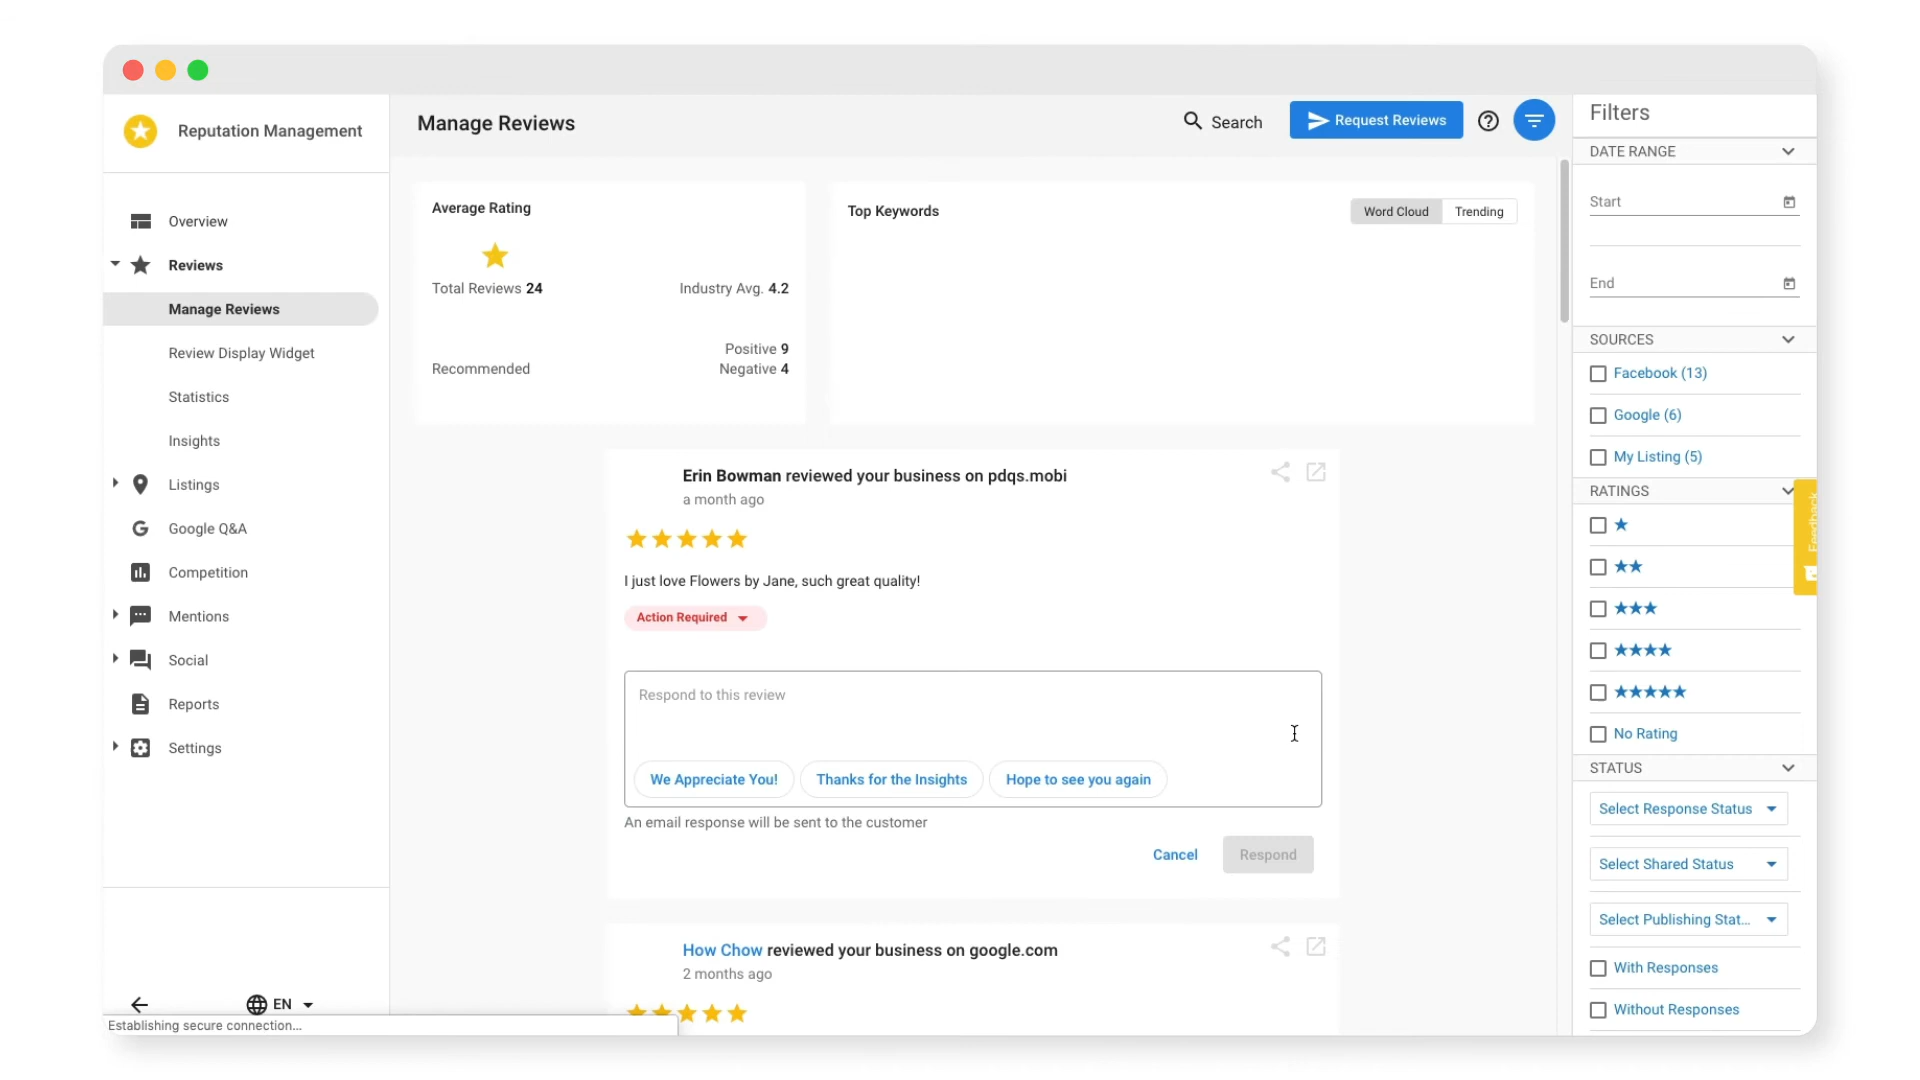 Reputation Management
Overview
Reviews
Manage Reviews
Review Display Widget
Statistics
Insights
Listings
Google Q&A
Competition
Mentions
Social
Reports
Settings
EN
Establishing secure connection...
Manage Reviews
Search
Request Reviews
Average Rating
Total Reviews 24
Industry Avg. 4.2
Recommended
Positive 9
Negative 4
Top Keywords
Word Cloud
Trending
Erin Bowman reviewed your business on pdqs.mobi
a month ago
I just love Flowers by Jane, such great quality!
Action Required
Respond to this review
We Appreciate You!
Thanks for the Insights
Hope to see you again
An email response will be sent to the customer
Cancel
Respond
How Chow reviewed your business on google.com
2 months ago
Filters
DATE RANGE
Start
End
SOURCES
Facebook (13)
Google (6)
My Listing (5)
RATINGS
No Rating
STATUS
Select Response Status
Select Shared Status
Select Publishing Stat...
With Responses
Without Responses
Feedback